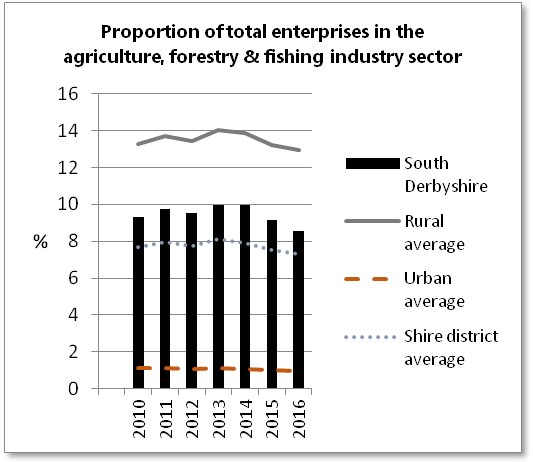 Proportion of total enterprises in the
agriculture, forestry & fishing industry sector
16
14
12
10
8
6
4
2
0
%
2010
2011
2012
2013
2014
2015
2016
South
Derbyshire
Rural
average
Urban
average
Shire district
average